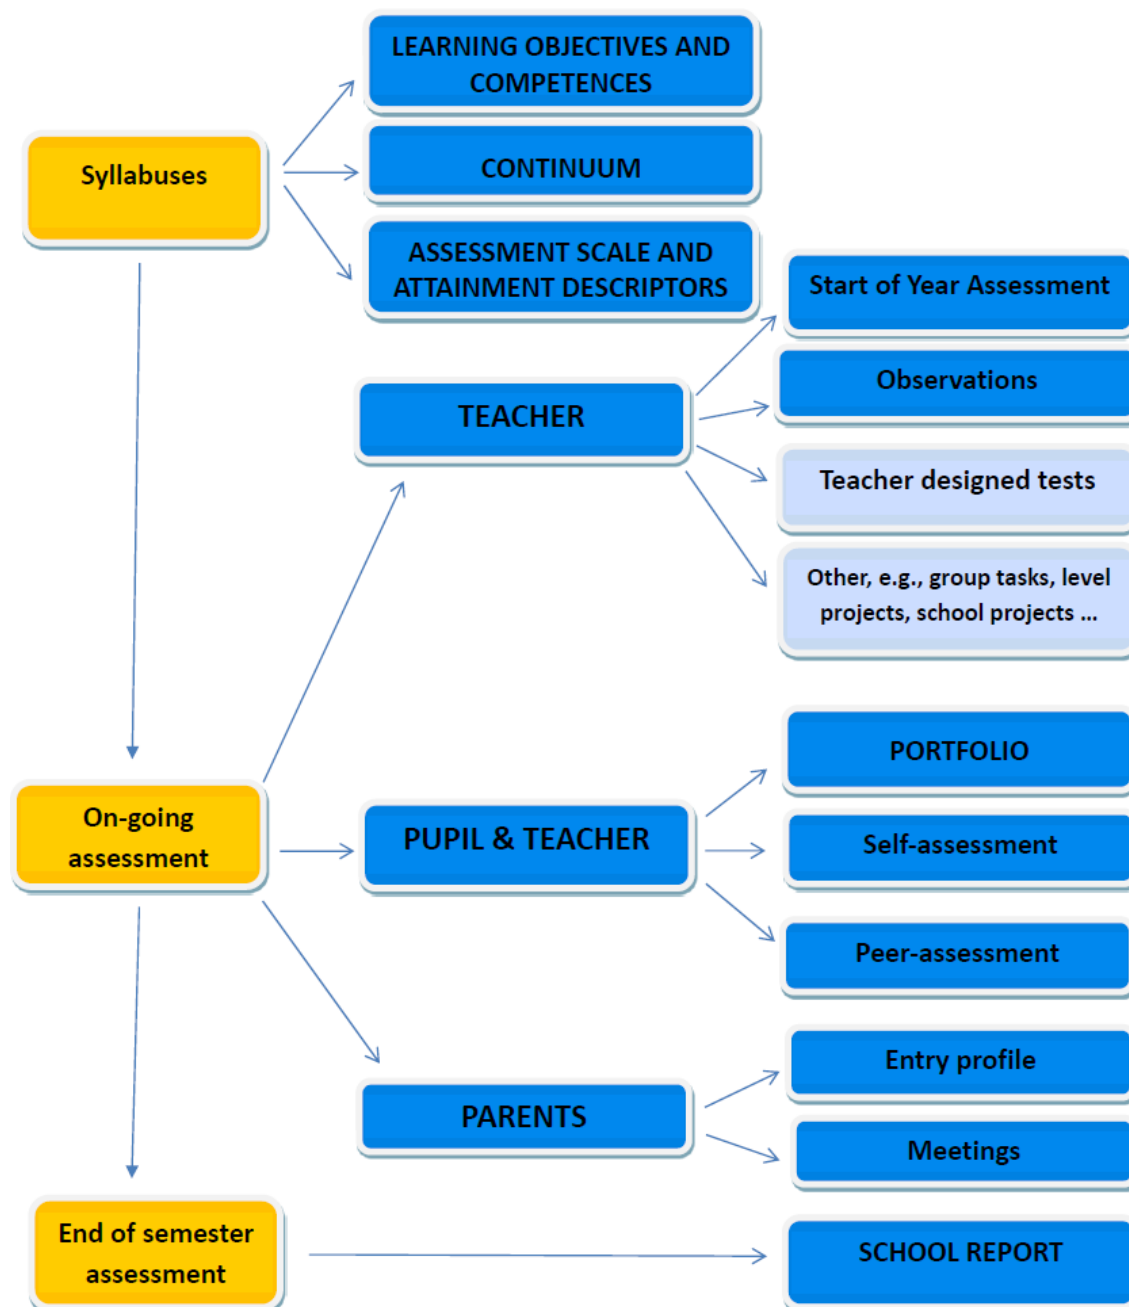 LEARNING OBJECTIVES AND
COMPETENCES
Syllabuses
CONTINUUM
ASSESSMENT SCALE AND
ATTAINMENT DESCRIPTORS
Start of Year Assessment
Observations
TEACHER
Teacher designed tests
Other, e.g., group tasks, level
projects, school projects ...
PORTFOLIO
On-going
assessment
PUPIL & TEACHER
Self-assessment
Peer-assessment
Entry profile
PARENTS
Meetings
End of semester
assessment
SCHOOL REPORT